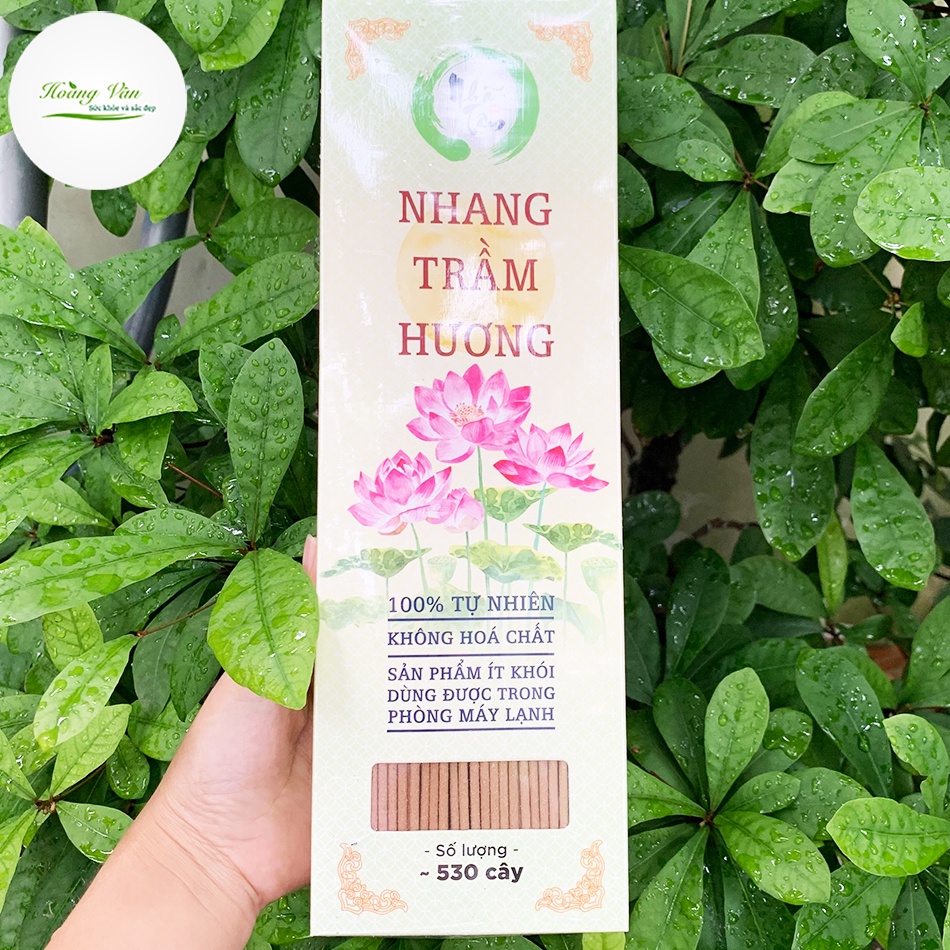 Hoàng Vân
Sức khỏe và sắc đẹp
NHANG
TRẦM
HƯƠNG
100% TỰ NHIÊN
KHÔNG HOÁ CHẤT
SẢN PHẨM ÍT KHÓI
DÙNG ĐƯỢC TRONG
PHÒNG MÁY LẠNH
- Số lượng -
~ 530 cây